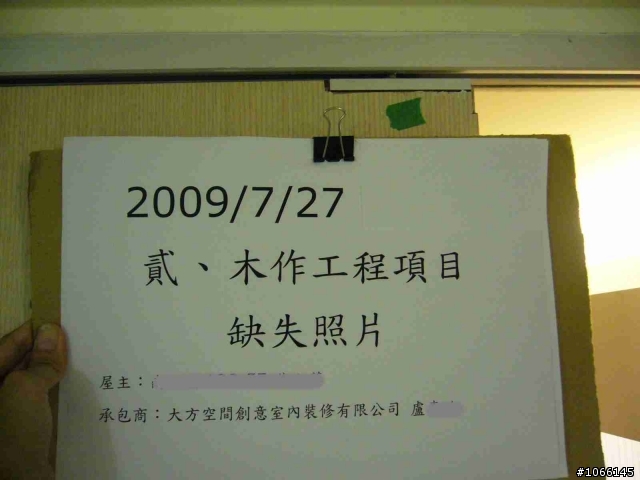 2009/7/27
貳、木作工程項目
缺失照片
屋主：
承包商：大方空間創意室內裝修有限公司 盧
#1066145